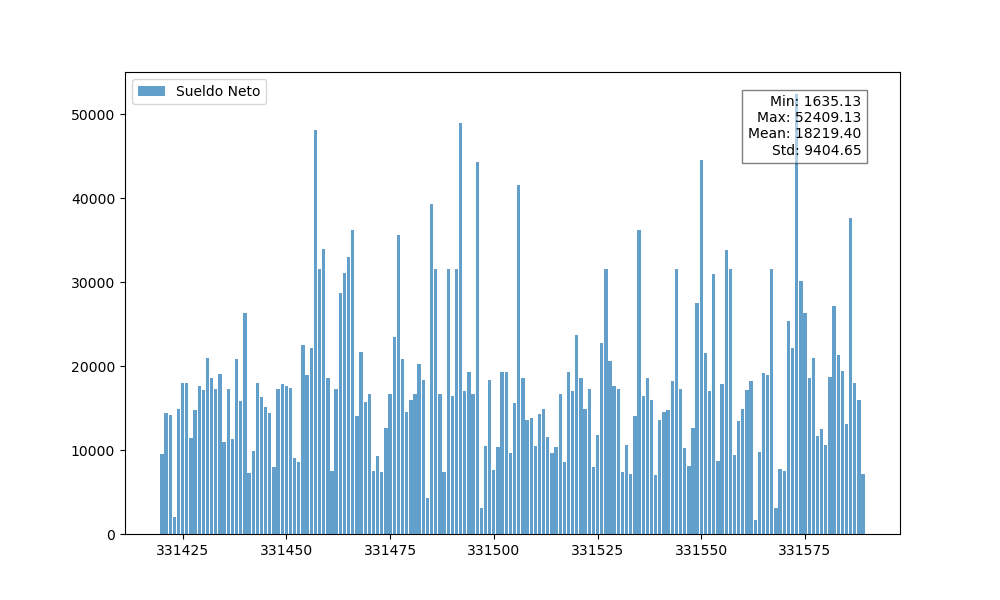 Sueldo Neto
Min: 1635.13
Max: 52409.13
Mean: 18219.40
Std: 9404.65
50000
40000
30000
20000
10000
0
331425 331450 331475 331500 331525 331550 331575